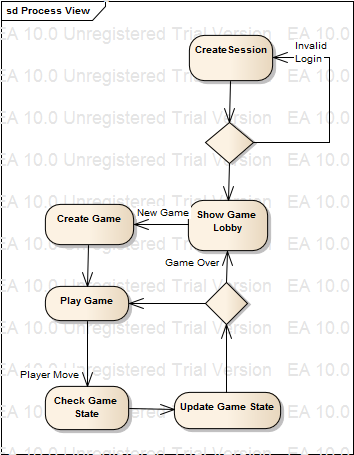 sd Process View
EA 10.0 Unregistered Trial Version EA 10.0
CreateSession
Invalid
Login
EA 10.0 Unregistered Trial Version EA 10.0
EA 10.0 Unregistered Trial Version EA 10.0
EA 10.0 Unregistered Trial Version EA 10.0
Create Game
New Game
Show Game
Lobby
EA 10.0 Unregistered Trial Version EA 10.0
Game Over
EA 10.0 Unregistered Trial Version EA 10.0
Play Game
EA 10.0 Unregistered Trial Version EA 10.0
Player Move
EA 10.0 Unregistered Trial Version EA 10.0
Check Game
State
Update Game State
EA 10.0 Unregistered Trial Version EA 10.0
EA 10.0 Unregistered Trial Version EA 10.0